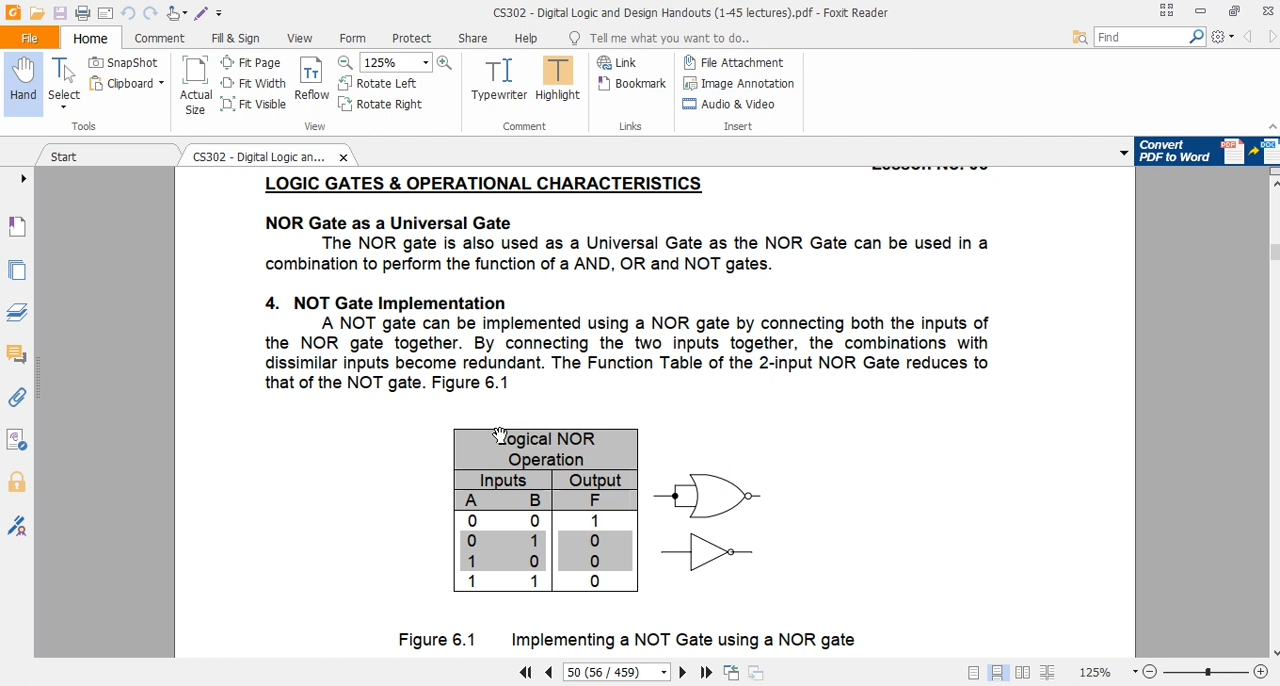 CS302 - Digital Logic and Design Handouts (1-45 lectures).pdf - Foxit Reader
File Home Comment Fill & Sign View Form Protect Share Help Tell me what you want to do.. Find
Hand
Select
SnapShot
Clipboard
Tools
Actual Size
Fit Page
Fit Width
Fit Visible
Reflow
125%
Rotate Left
Rotate Right
View
Typewriter
Highlight
Comment
Link
Bookmark
Links
File Attachment
Image Annotation
Audio & Video
Insert
Start
CS302 - Digital Logic an...
Convert
PDF to Word
PDF
DOC
LOGIC GATES & OPERATIONAL CHARACTERISTICS
NOR Gate as a Universal Gate
The NOR gate is also used as a Universal Gate as the NOR Gate can be used in a
combination to perform the function of a AND, OR and NOT gates.
4. NOT Gate Implementation
A NOT gate can be implemented using a NOR gate by connecting both the inputs of
the NOR gate together. By connecting the two inputs together, the combinations with
dissimilar inputs become redundant. The Function Table of the 2-input NOR Gate reduces to
that of the NOT gate. Figure 6.1
Logical NOR
Operation
Inputs Output
A B F
0 0 1
0 1 0
1 0 0
1 1 0
Figure 6.1 Implementing a NOT Gate using a NOR gate
50 (56 / 459)
125%